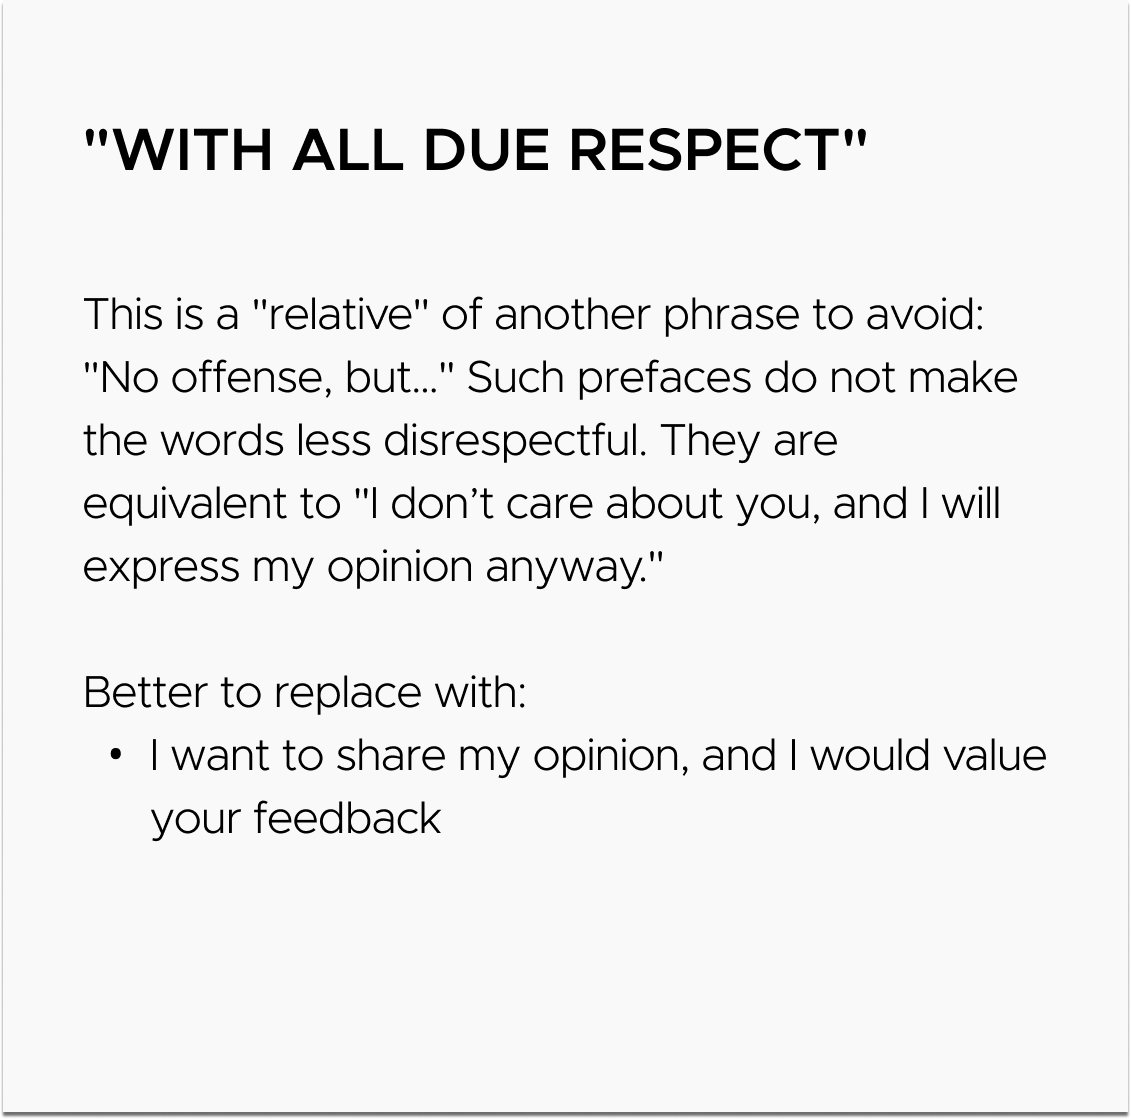 "WITH ALL DUE RESPECT"
This is a "relative" of another phrase to avoid:
"No offense, but..." Such prefaces do not make
the words less disrespectful. They are
equivalent to "I don’t care about you, and I will
express my opinion anyway."
Better to replace with:
• I want to share my opinion, and I would value
your feedback